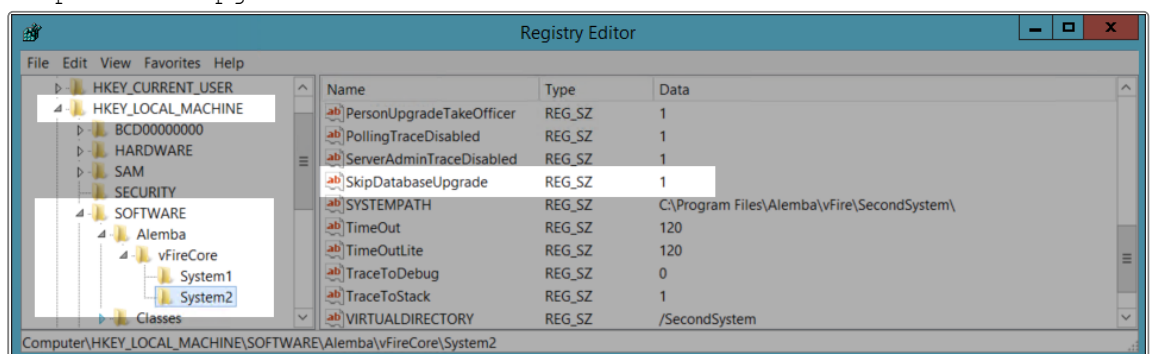 Registry Editor
File Edit View Favorites Help
HKEY_CURRENT_USER
HKEY_LOCAL_MACHINE
BCD00000000
HARDWARE
SAM
SECURITY
SOFTWARE
Alemba
vFireCore
System1
System2
Classes
Name Type Data
PersonUpgradeTakeOfficer REG_SZ 1
PollingTraceDisabled REG_SZ 1
ServerAdminTraceDisabled REG_SZ 1
SkipDatabaseUpgrade REG_SZ 1
SYSTEMPATH REG_SZ C:\Program Files\Alemba\vFire\SecondSystem\
TimeOut REG_SZ 120
TimeOutLite REG_SZ 120
TraceToDebug REG_SZ 0
TraceToStack REG_SZ 1
VIRTUALDIRECTORY REG_SZ /SecondSystem
Computer\HKEY_LOCAL_MACHINE\SOFTWARE\Alemba\vFireCore\System2